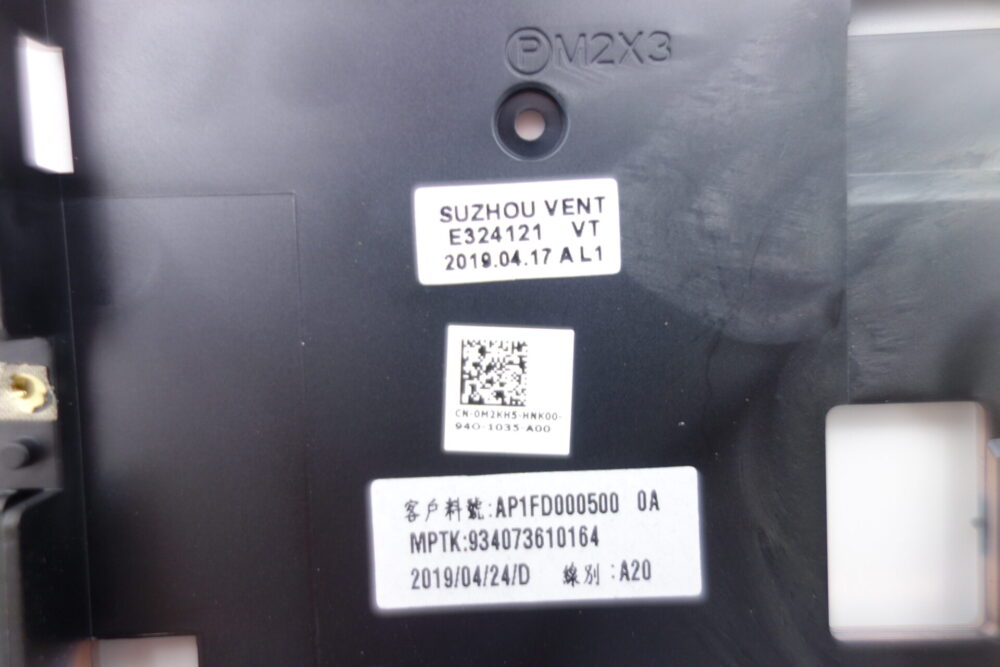 Ⓟ M2X3
SUZHOU VENT
E324121 VT
2019.04.17 A L1
CN-0M2KH5-HNK00-
940-1035-A00
客戶料號:AP1FD000500 0A
MPTK:934073610164
2019/04/24/D 線別:A20